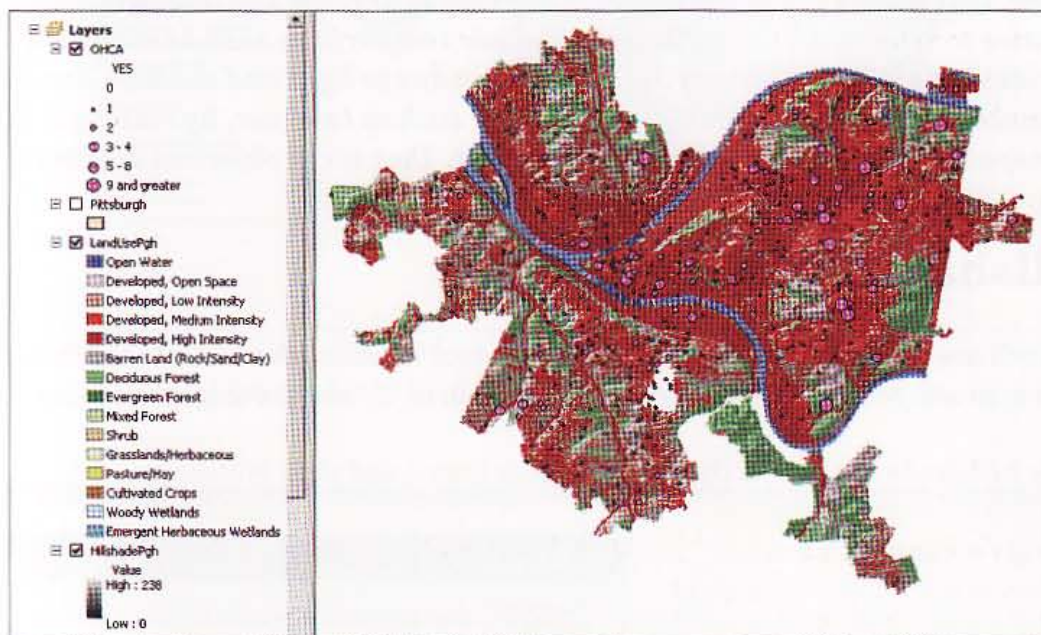 Layers
OHCA
YES
0
1
2
3 - 4
5 - 8
9 and greater
Pittsburgh
LandUsePgh
Open Water
Developed, Open Space
Developed, Low Intensity
Developed, Medium Intensity
Developed, High Intensity
Barren Land (Rock/Sand/Clay)
Deciduous Forest
Evergreen Forest
Mixed Forest
Shrub
Grasslands/Herbaceous
Pasture/Hay
Cultivated Crops
Woody Wetlands
Emergent Herbaceous Wetlands
HillshadePgh
Value
High : 238
Low : 0